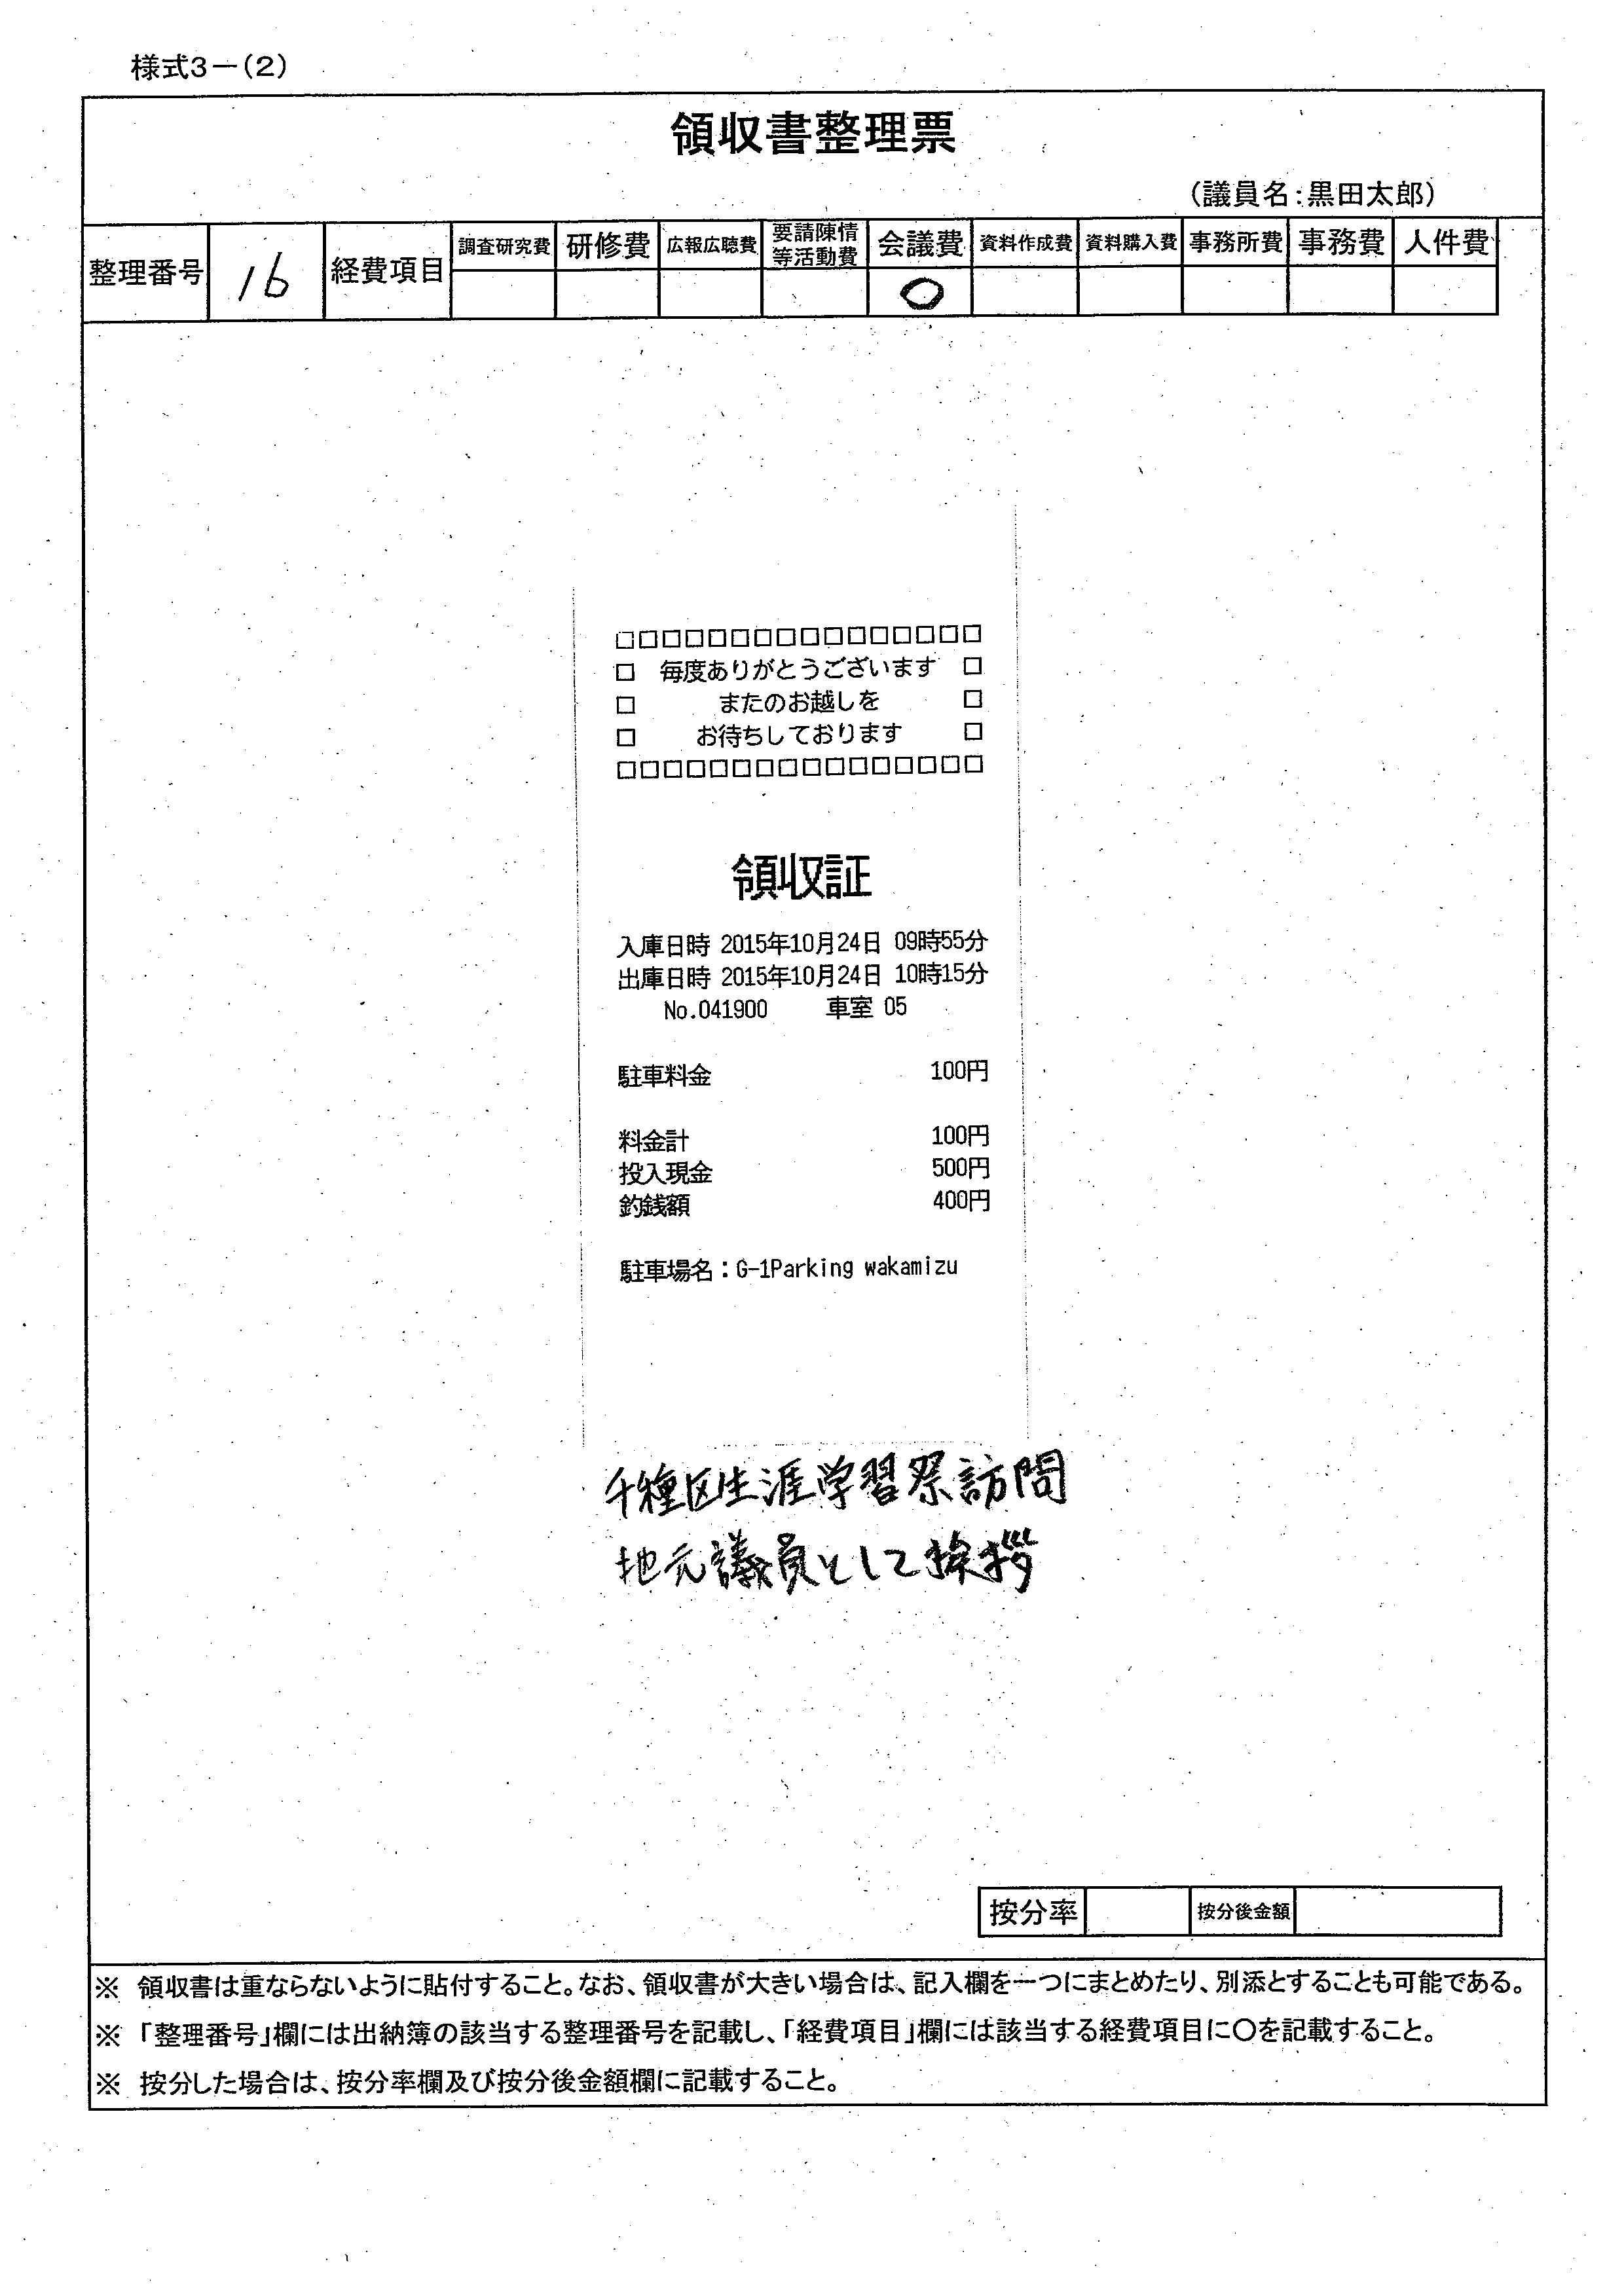 様式3－(2)
領収書整理票
(議員名:黒田太郎)
整理番号 16 経費項目 調査研究費 研修費 広報広聴費 要請陳情等活動費 会議費 資料作成費 資料購入費 事務所費 事務費 人件費
○
□□□□□□□□□□□□□□□□
□ 毎度ありがとうございます □
□ またのお越しを □
□ お待ちしております □
□□□□□□□□□□□□□□□□
領収証
入庫日時 2015年10月24日 09時55分
出庫日時 2015年10月24日 10時15分
No.041900 車室 05
駐車料金 100円
料金計 100円
投入現金 500円
釣銭額 400円
駐車場名：G-1Parking wakamizu
千種区生涯学習祭訪問
地元議員として挨拶
按分率 按分後金額
※ 領収書は重ならないように貼付すること。なお、領収書が大きい場合は、記入欄を一つにまとめたり、別添とすることも可能である。
※ 「整理番号」欄には出納簿の該当する整理番号を記載し、「経費項目」欄には該当する経費項目に○を記載すること。
※ 按分した場合は、按分率欄及び按分後金額欄に記載すること。